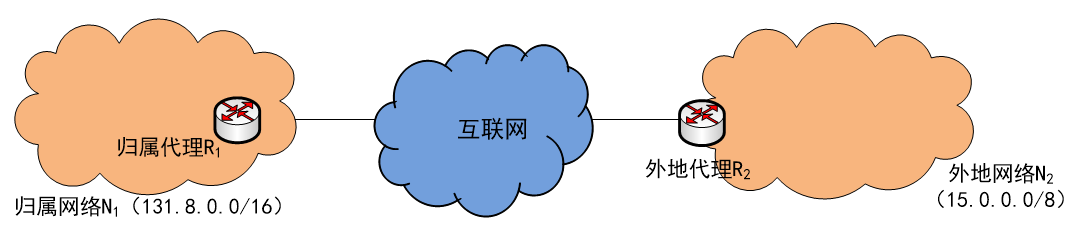 归属代理R₁
互联网
外地代理R₂
归属网络N₁（131.8.0.0/16）
外地网络N₂
（15.0.0.0/8）